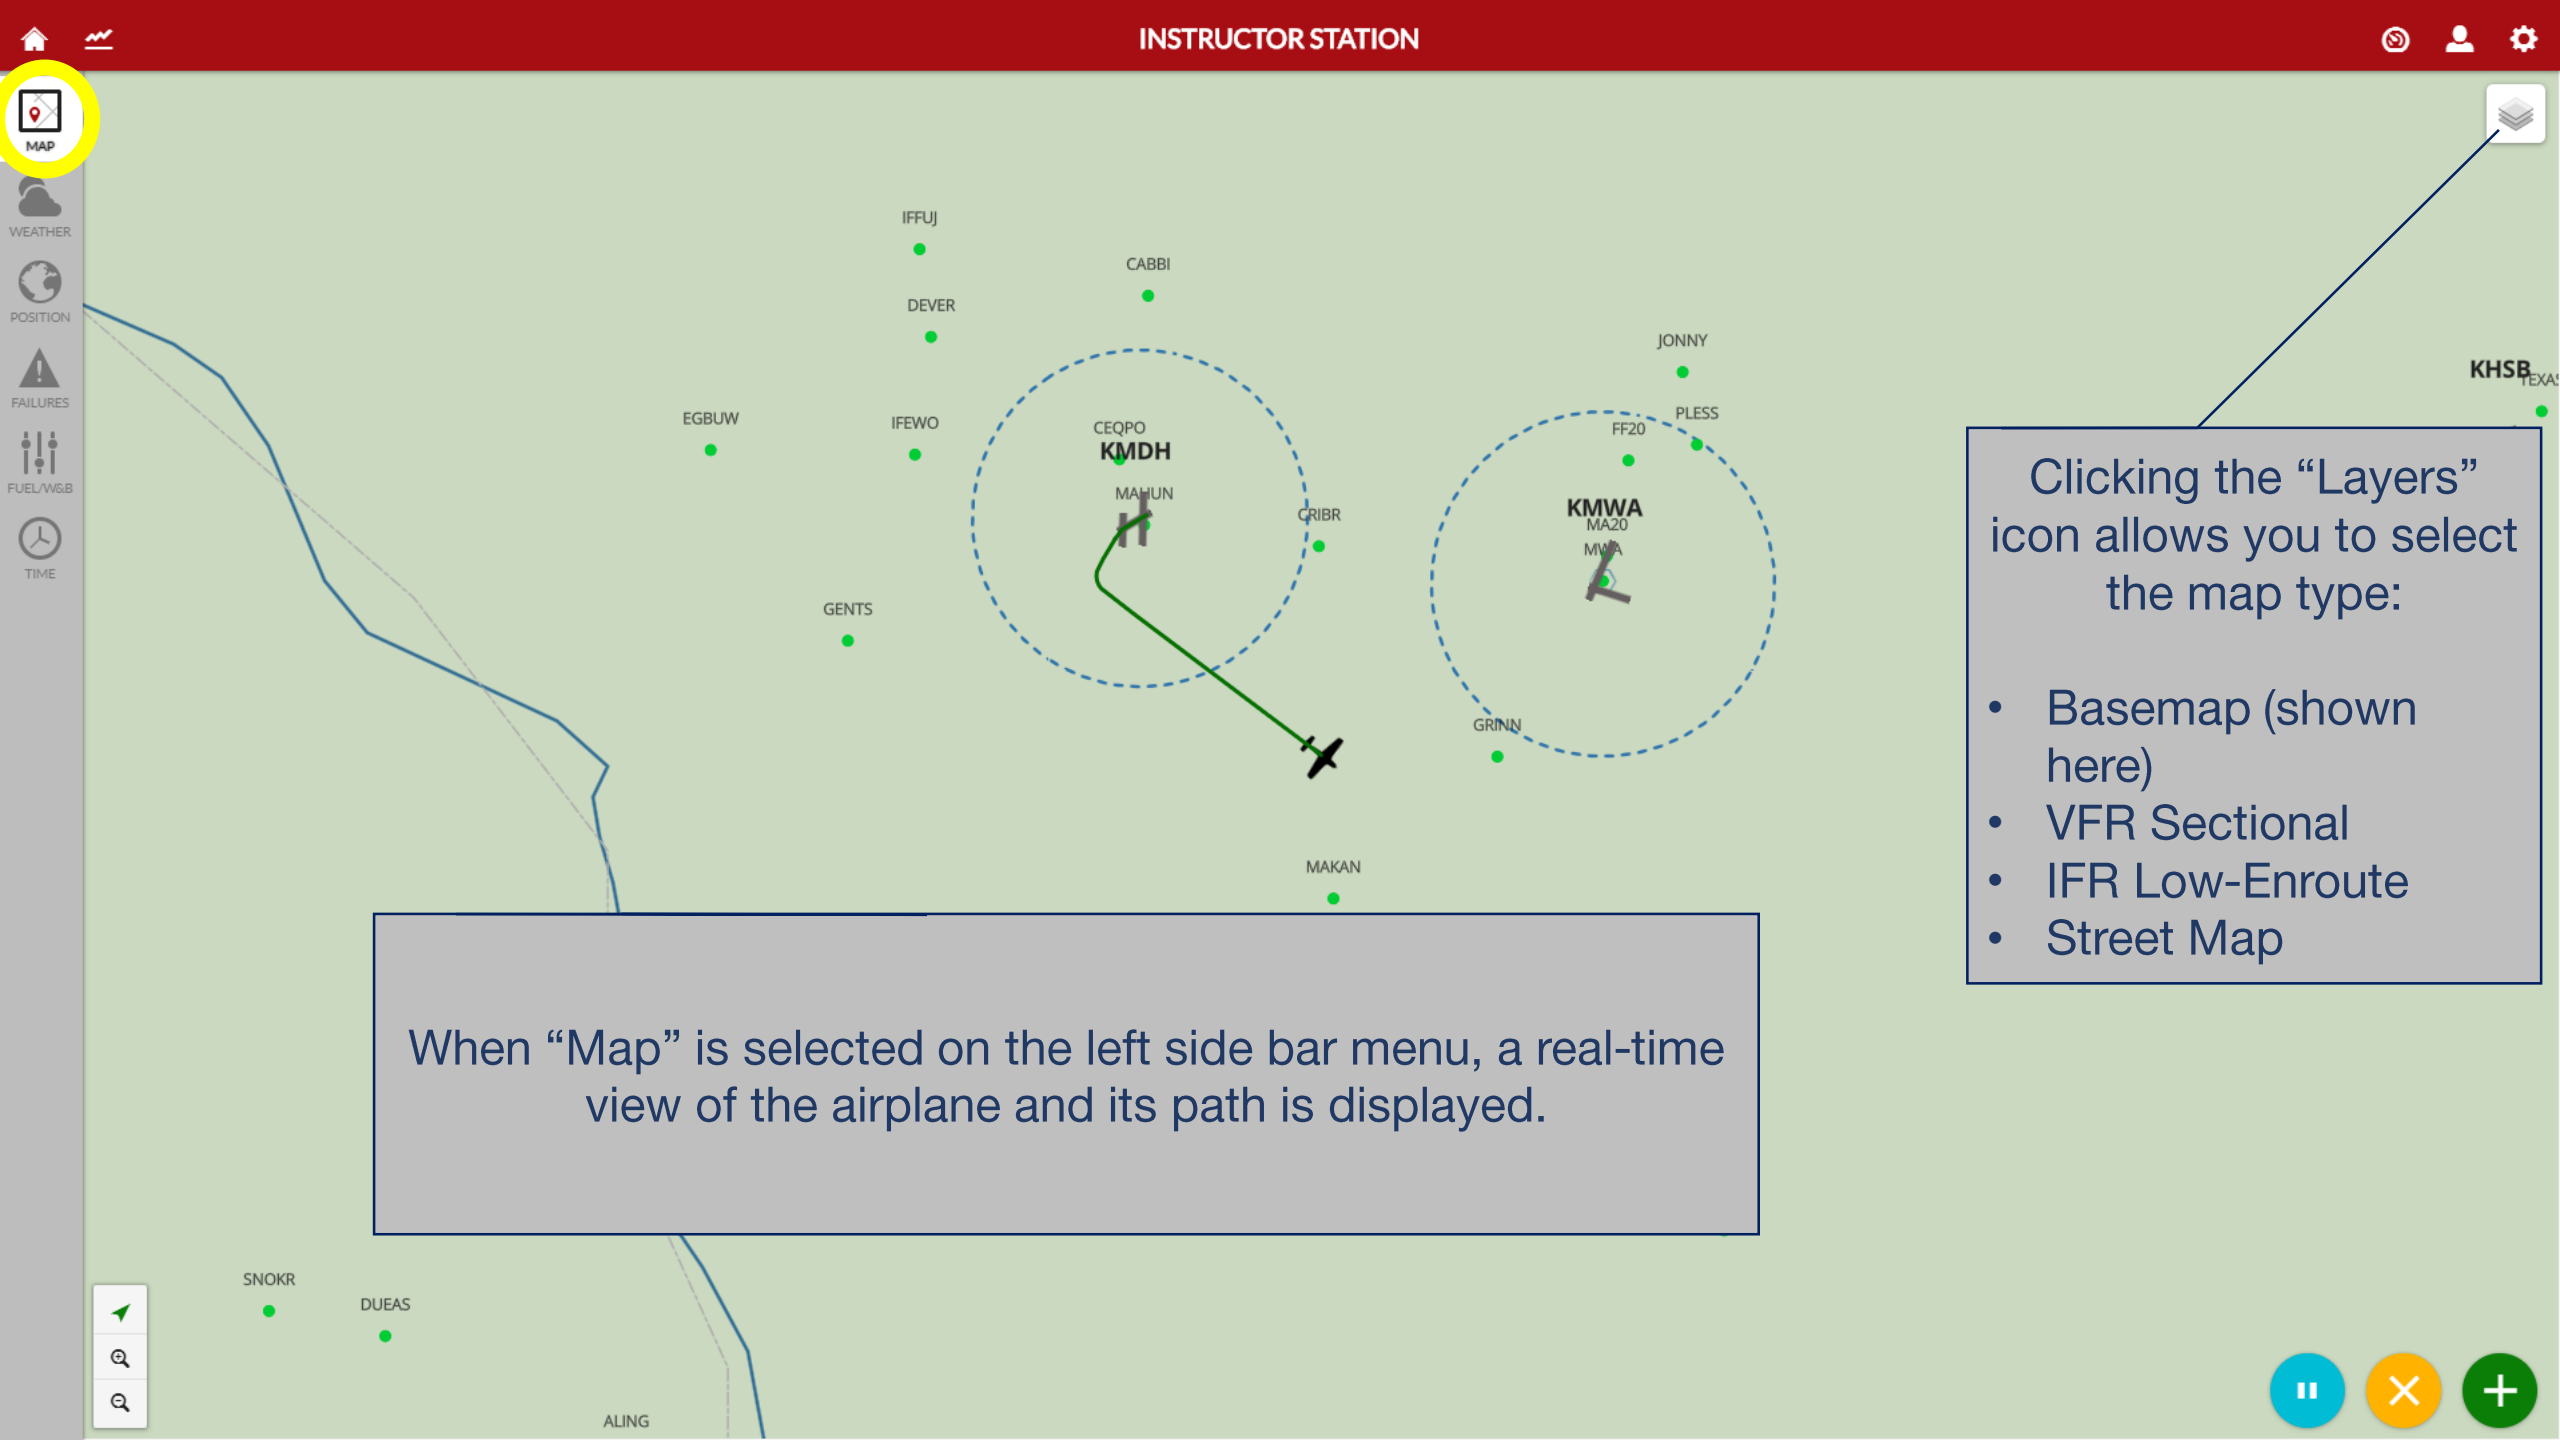 INSTRUCTOR STATION
MAP
WEATHER
POSITION
FAILURES
FUEL/W&B
TIME
IFFUJ
CABBI
DEVER
JONNY
KHSB
EGBUW
IFEWO
CEQPO
KMDH
MAHUN
CRIBR
PLESS
FF20
KMWA
MA20
MWA
GENTS
GRINN
MAKAN
Clicking the “Layers”
icon allows you to select
the map type:
• Basemap (shown
here)
• VFR Sectional
• IFR Low-Enroute
• Street Map
When “Map” is selected on the left side bar menu, a real-time
view of the airplane and its path is displayed.
SNOKR
DUEAS
ALING